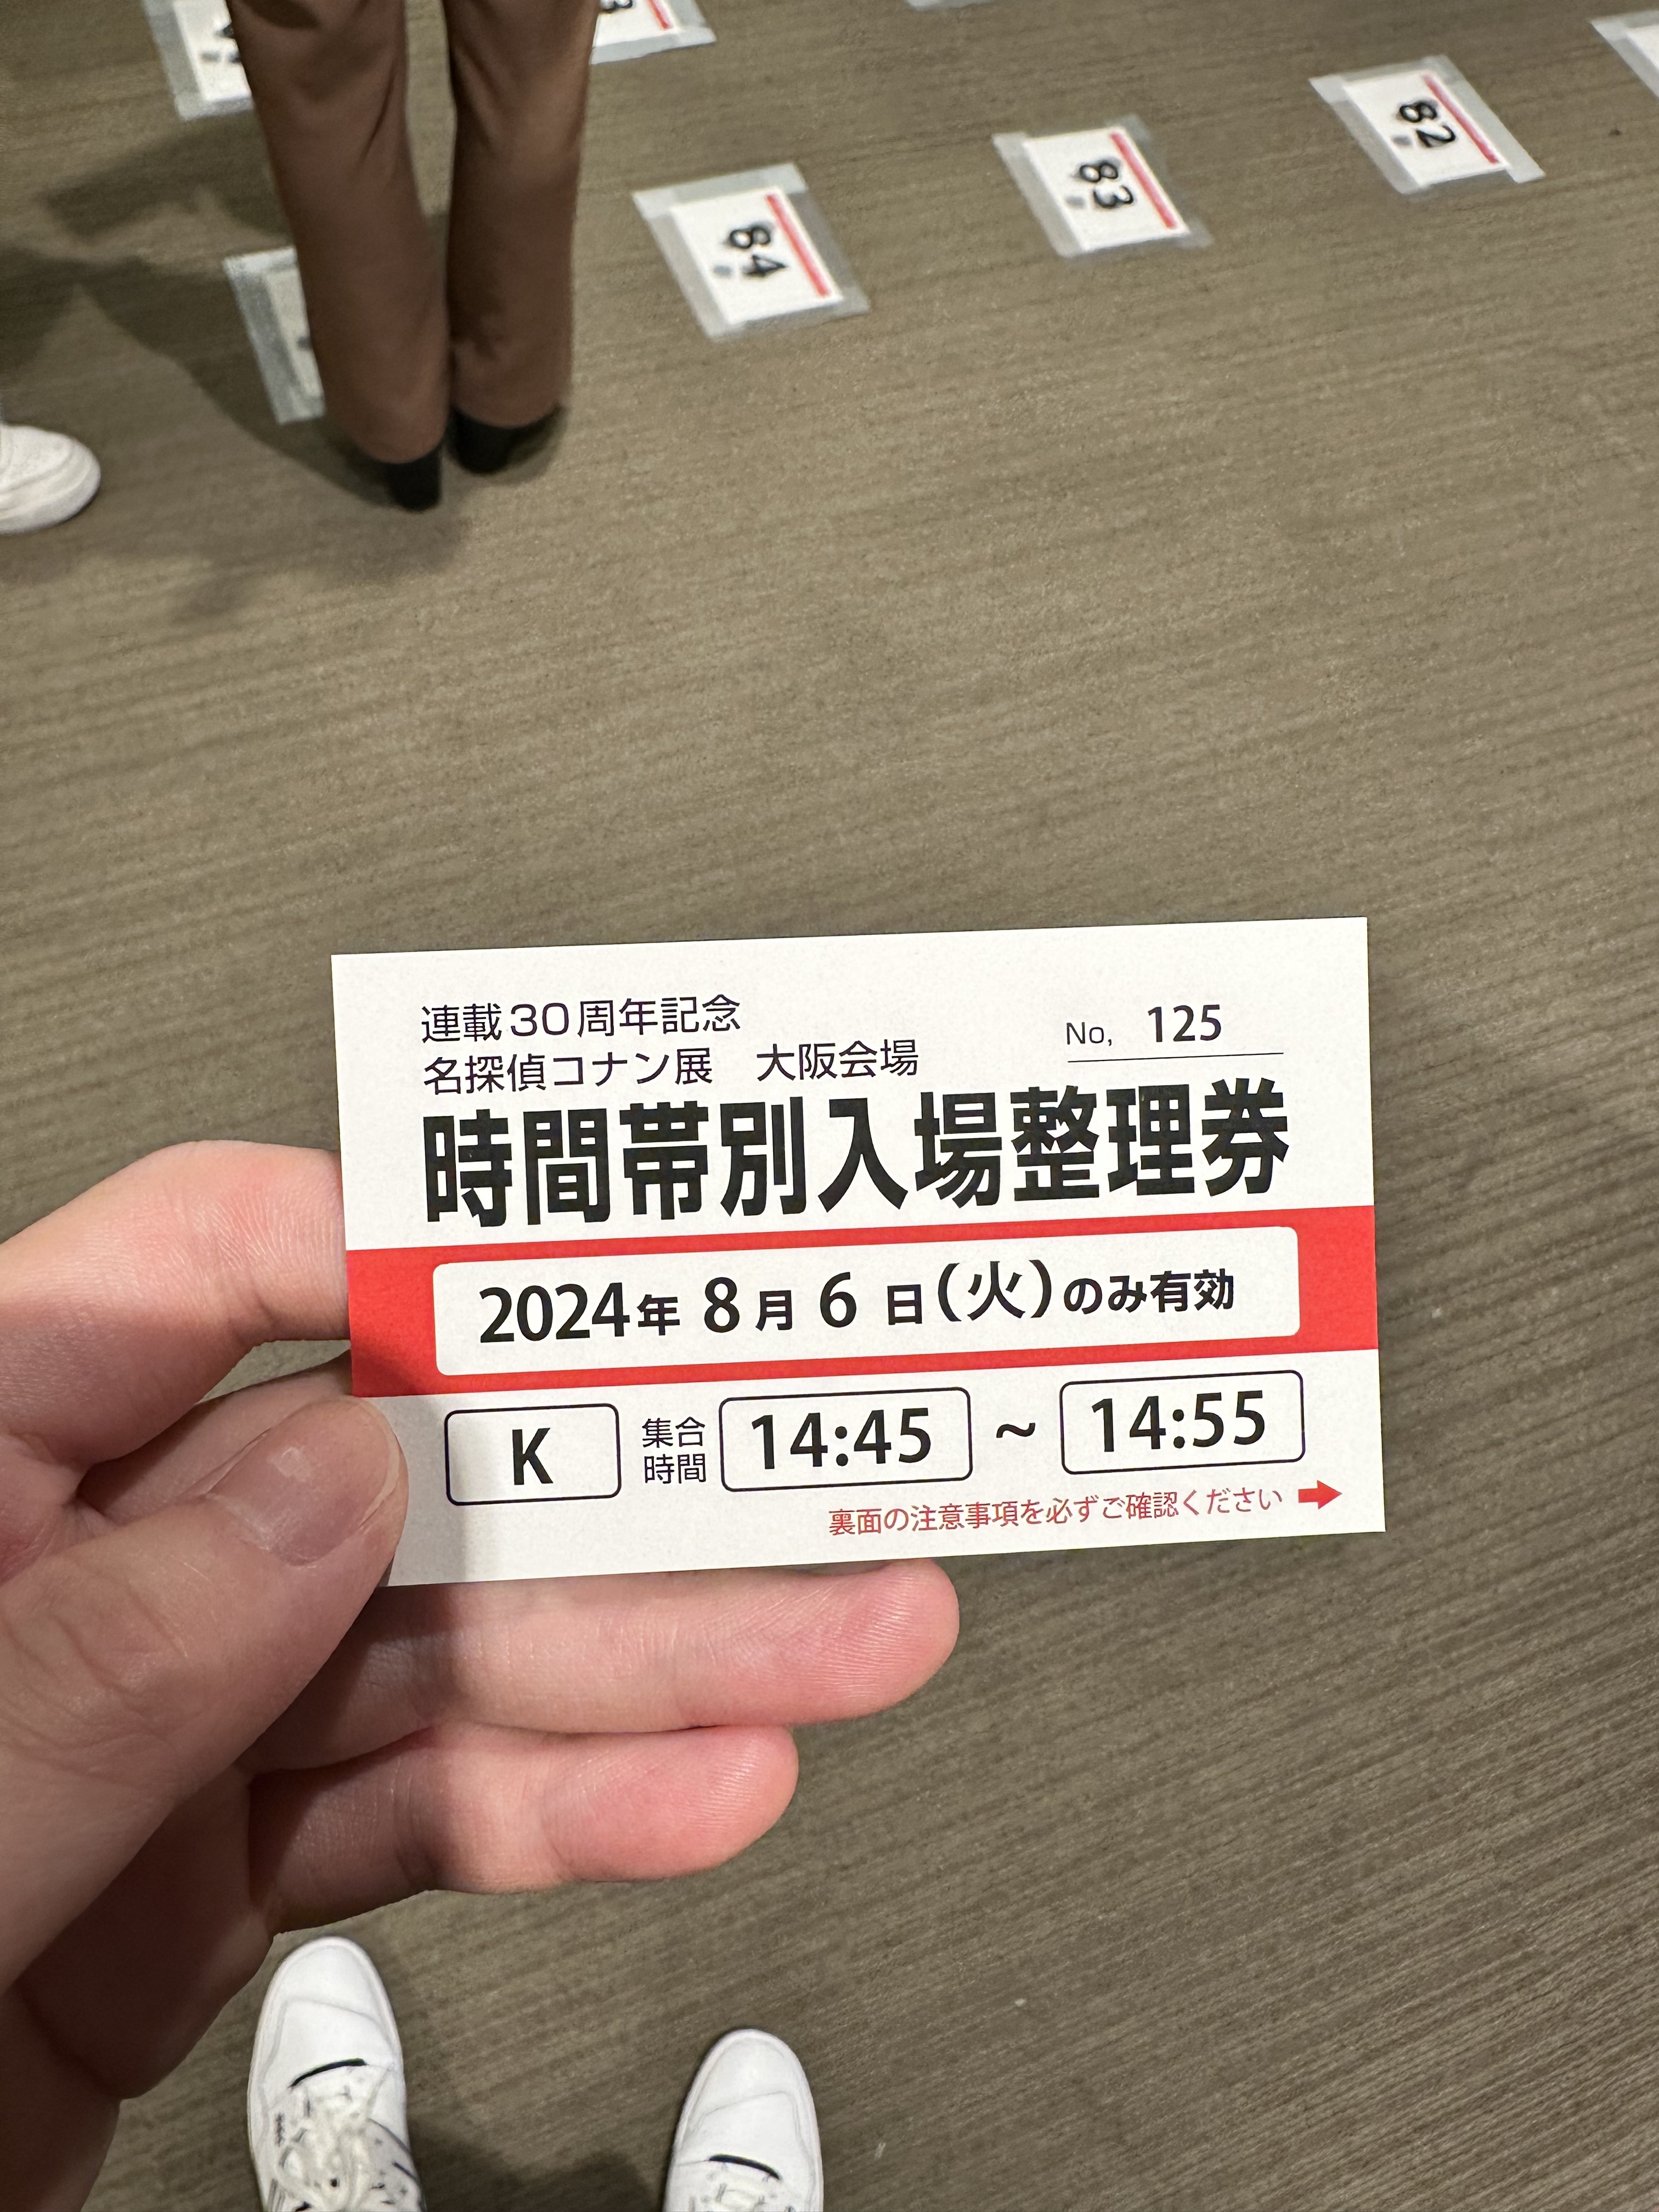 84
83
82
連載30周年記念
名探偵コナン展 大阪会場
No, 125
時間帯別入場整理券
2024年 8月 6日(火)のみ有効
K 集合時間 14:45 ~ 14:55
裏面の注意事項を必ずご確認ください